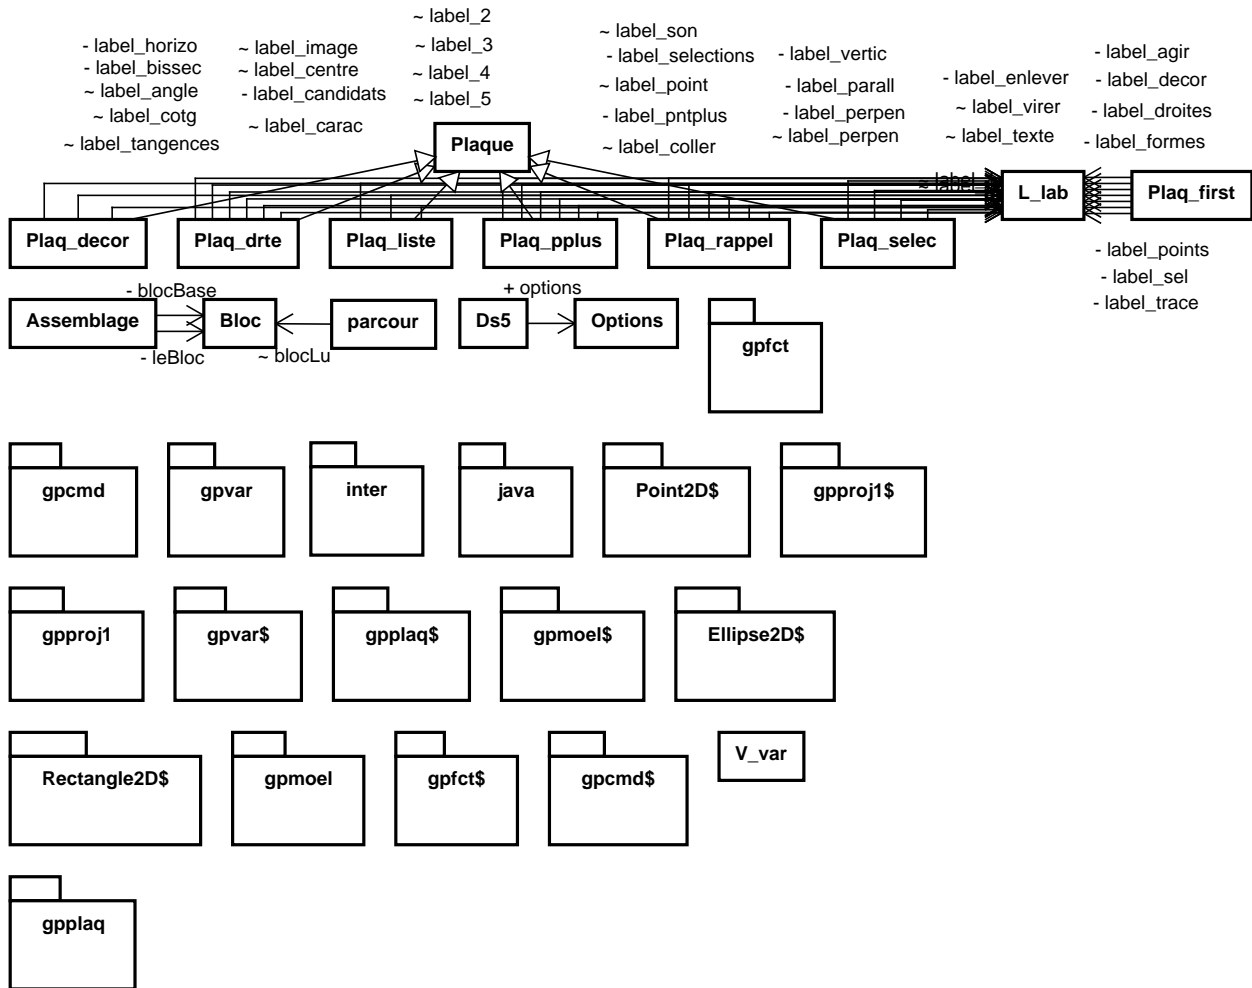 ~ label_2
- label_horizo
~ label_image
~ label_3
~ label_son
- label_selections
- label_vertic
- label_agir
- label_bissec
~ label_centre
~ label_4
~ label_point
- label_parall
- label_enlever
- label_decor
~ label_angle
- label_candidats
~ label_5
- label_pntplus
- label_perpen
~ label_virer
- label_droites
~ label_cotg
~ label_carac
~ label_perpen
~ label_texte
- label_formes
~ label_tangences
~ label_coller
Plaque
~ label
L_lab
Plaq_first
Plaq_decor
Plaq_drte
Plaq_liste
Plaq_pplus
Plaq_rappel
Plaq_selec
- label_points
- label_sel
- label_trace
- blocBase
+ options
Assemblage
Bloc
parcour
Ds5
Options
gpfct
- leBloc
~ blocLu
gpcmd
gpvar
inter
java
Point2D$
gpproj1$
gpproj1
gpvar$
gpplaq$
gpmoel$
Ellipse2D$
Rectangle2D$
gpmoel
gpfct$
gpcmd$
V_var
gpplaq